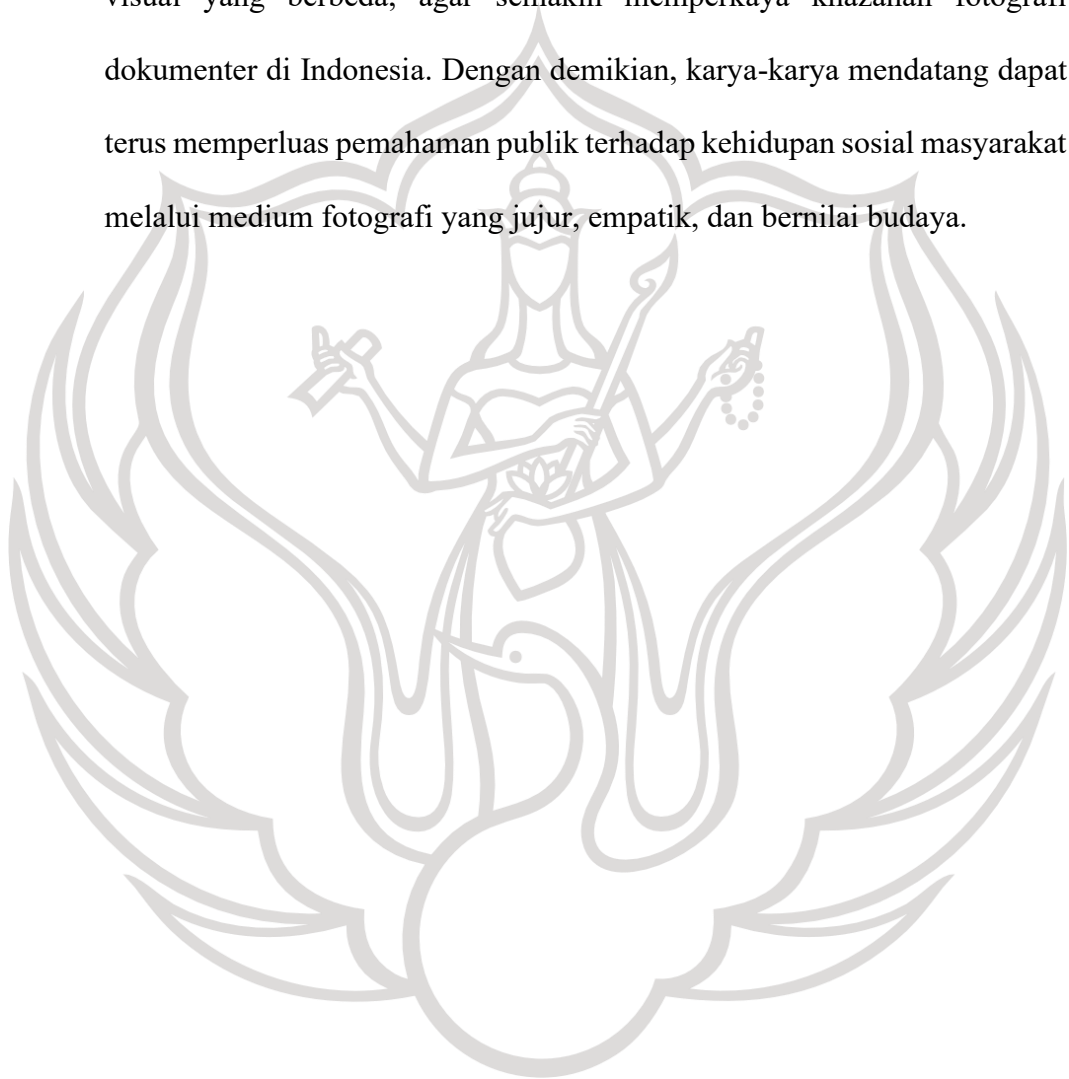 visual yang berbeda, agar semakin memperkaya khazanah fotografi
dokumenter di Indonesia. Dengan demikian, karya-karya mendatang dapat
terus memperluas pemahaman publik terhadap kehidupan sosial masyarakat
melalui medium fotografi yang jujur, empatik, dan bernilai budaya.